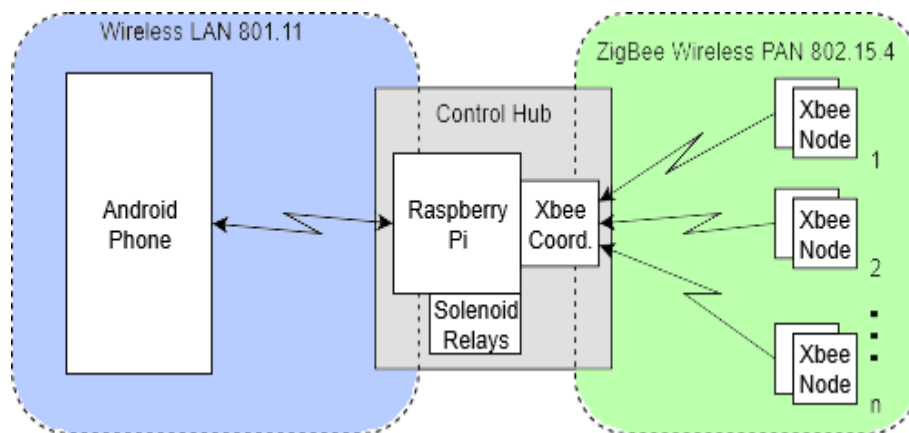 Wireless LAN 801.11
ZigBee Wireless PAN 802.15.4
Control Hub
Android
Phone
Raspberry
Pi
Xbee
Coord.
Solenoid
Relays
Xbee
Node
1
Xbee
Node
2
Xbee
Node
n